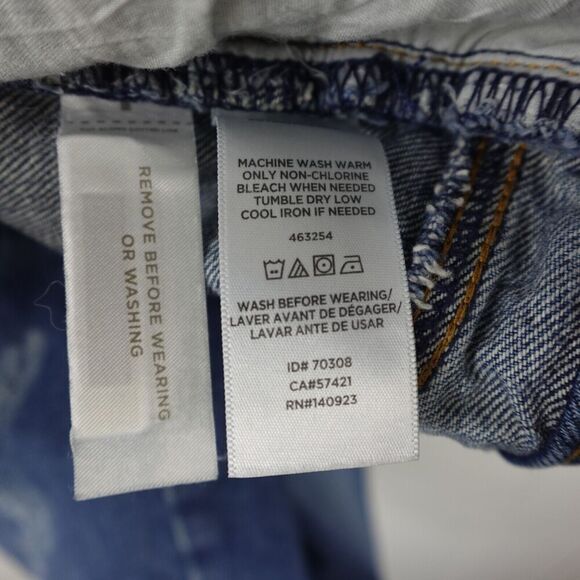 REMOVE BEFORE WEARING
OR WASHING
MACHINE WASH WARM
ONLY NON-CHLORINE
BLEACH WHEN NEEDED
TUMBLE DRY LOW
COOL IRON IF NEEDED
463254
WASH BEFORE WEARING/
LAVER AVANT DE DÉGAGER/
LAVAR ANTE DE USAR
ID# 70308
CA#57421
RN#140923